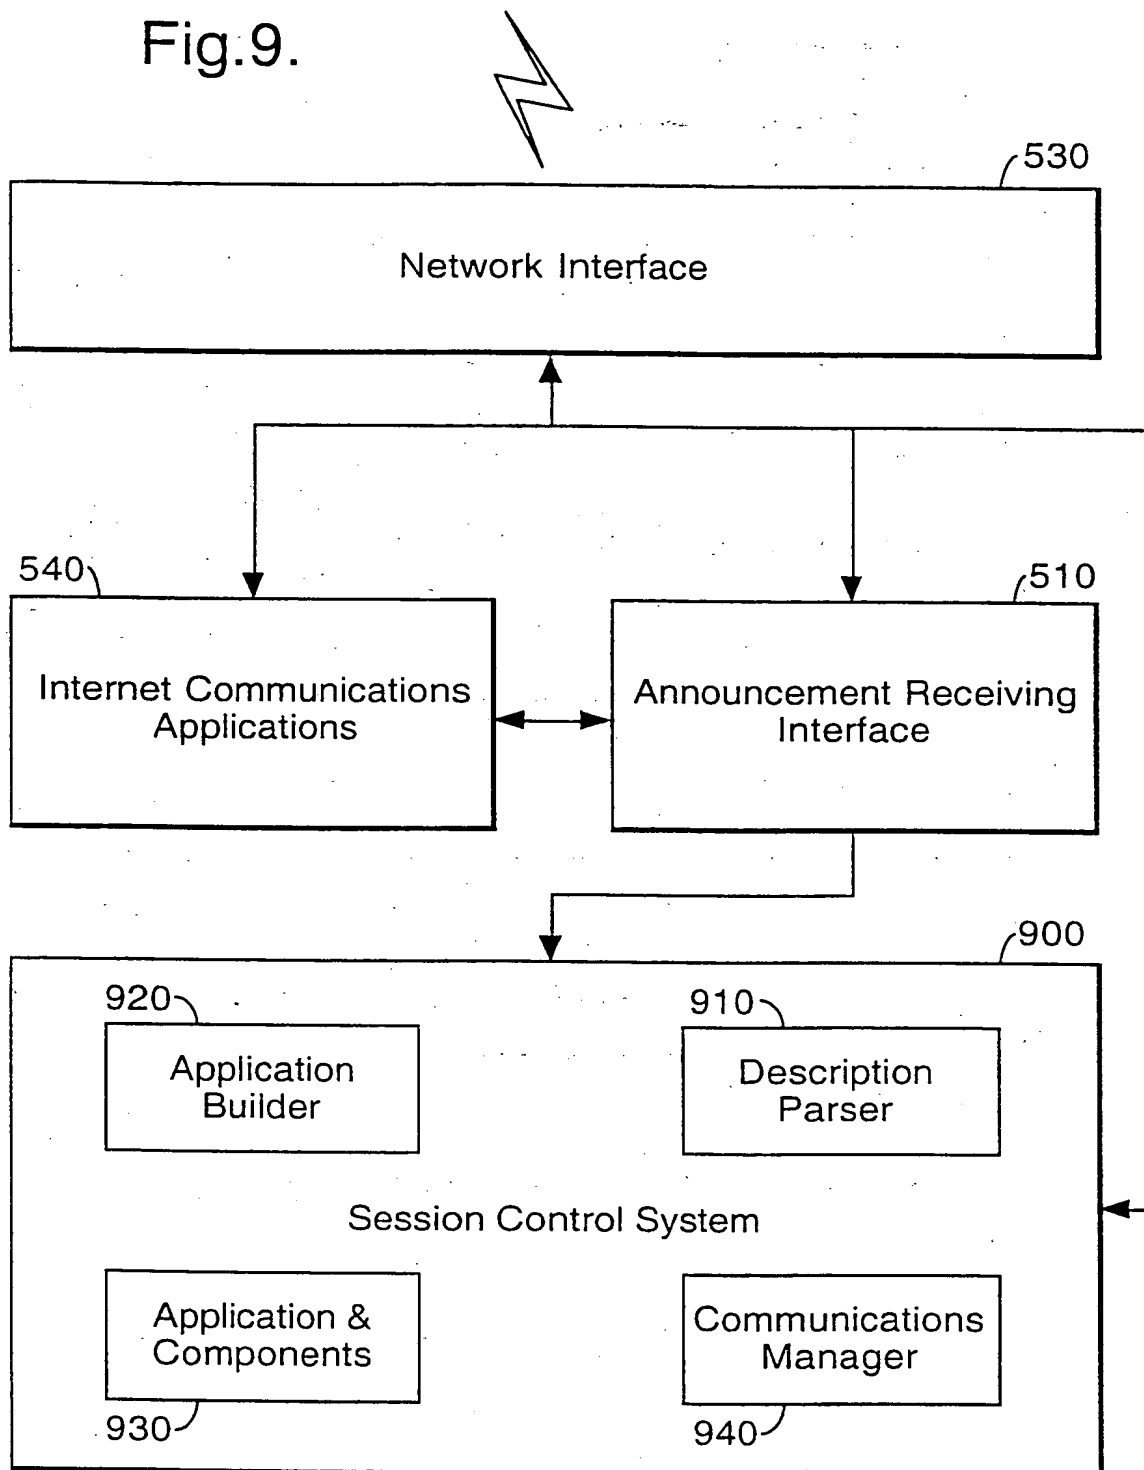 Fig.9.
530
Network Interface
540
510
Internet Communications
Applications
Announcement Receiving
Interface
900
920
910
Application
Builder
Description
Parser
Session Control System
Application &
Components
Communications
Manager
930
940